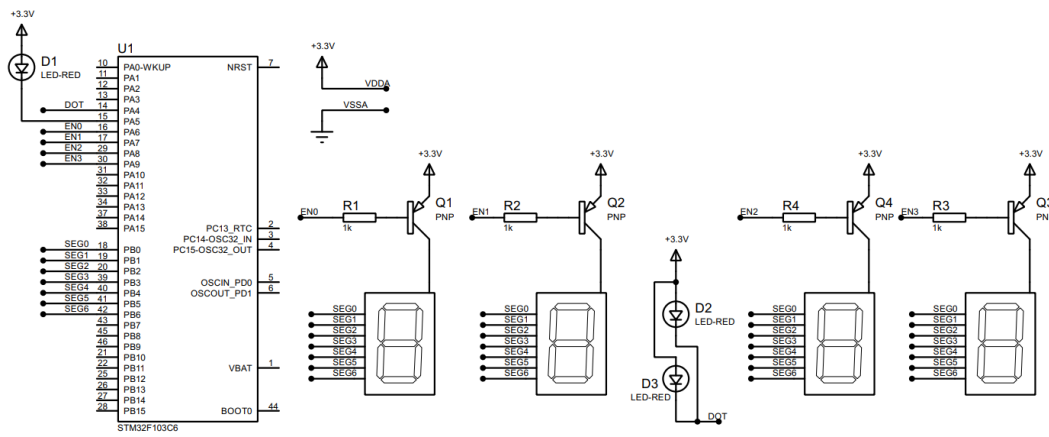 +3.3V
D1
LED-RED
U1
10 PA0-WKUP
11 PA1
12 PA2
13 PA3
DOT 14 PA4
15 PA5
EN0 16 PA6
EN1 17 PA7
EN2 29 PA8
EN3 30 PA9
31 PA10
32 PA11
33 PA12
34 PA13
37 PA14
38 PA15
SEG0 18 PB0
SEG1 19 PB1
SEG2 20 PB2
SEG3 39 PB3
SEG4 40 PB4
SEG5 41 PB5
SEG6 42 PB6
43 PB7
45 PB8
46 PB9
21 PB10
22 PB11
25 PB12
26 PB13
27 PB14
28 PB15
NRST 7
PC13_RTC 2
PC14-OSC32_IN 3
PC15-OSC32_OUT 4
OSCIN_PD0 5
OSCOUT_PD1 6
VBAT 1
BOOT0 44
STM32F103C6
+3.3V
VDDA
VSSA
+3.3V
EN0
R1
1k
Q1
PNP
SEG0
SEG1
SEG2
SEG3
SEG4
SEG5
SEG6
+3.3V
EN1
R2
1k
Q2
PNP
SEG0
SEG1
SEG2
SEG3
SEG4
SEG5
SEG6
+3.3V
D2
LED-RED
D3
LED-RED
DOT
+3.3V
EN2
R4
1k
Q4
PNP
SEG0
SEG1
SEG2
SEG3
SEG4
SEG5
SEG6
+3.3V
EN3
R3
1k
SEG0
SEG1
SEG2
SEG3
SEG4
SEG5
SEG6